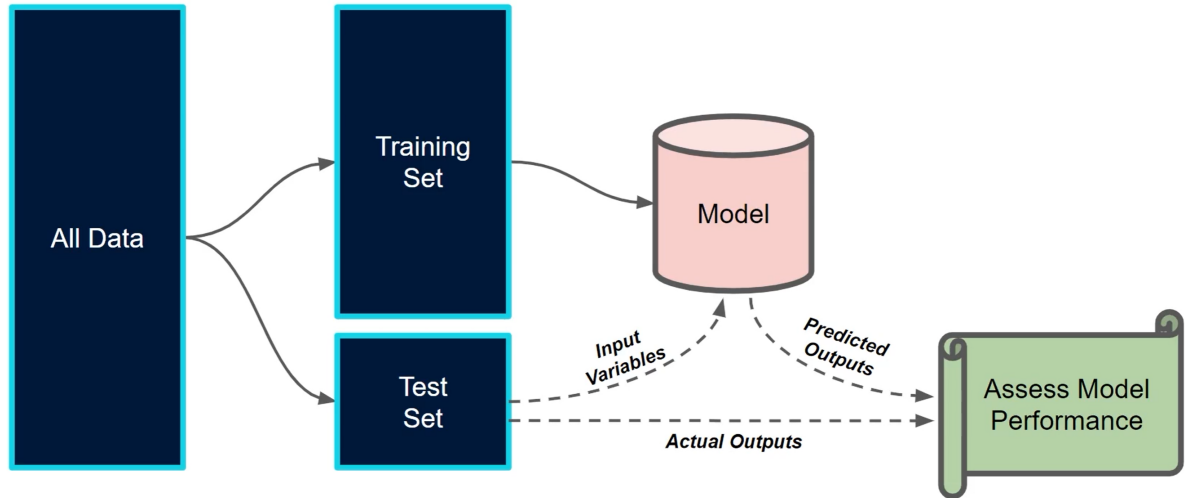 All Data
Training
Set
Model
Test
Set
Input
Variables
Predicted
Outputs
Actual Outputs
Assess Model
Performance